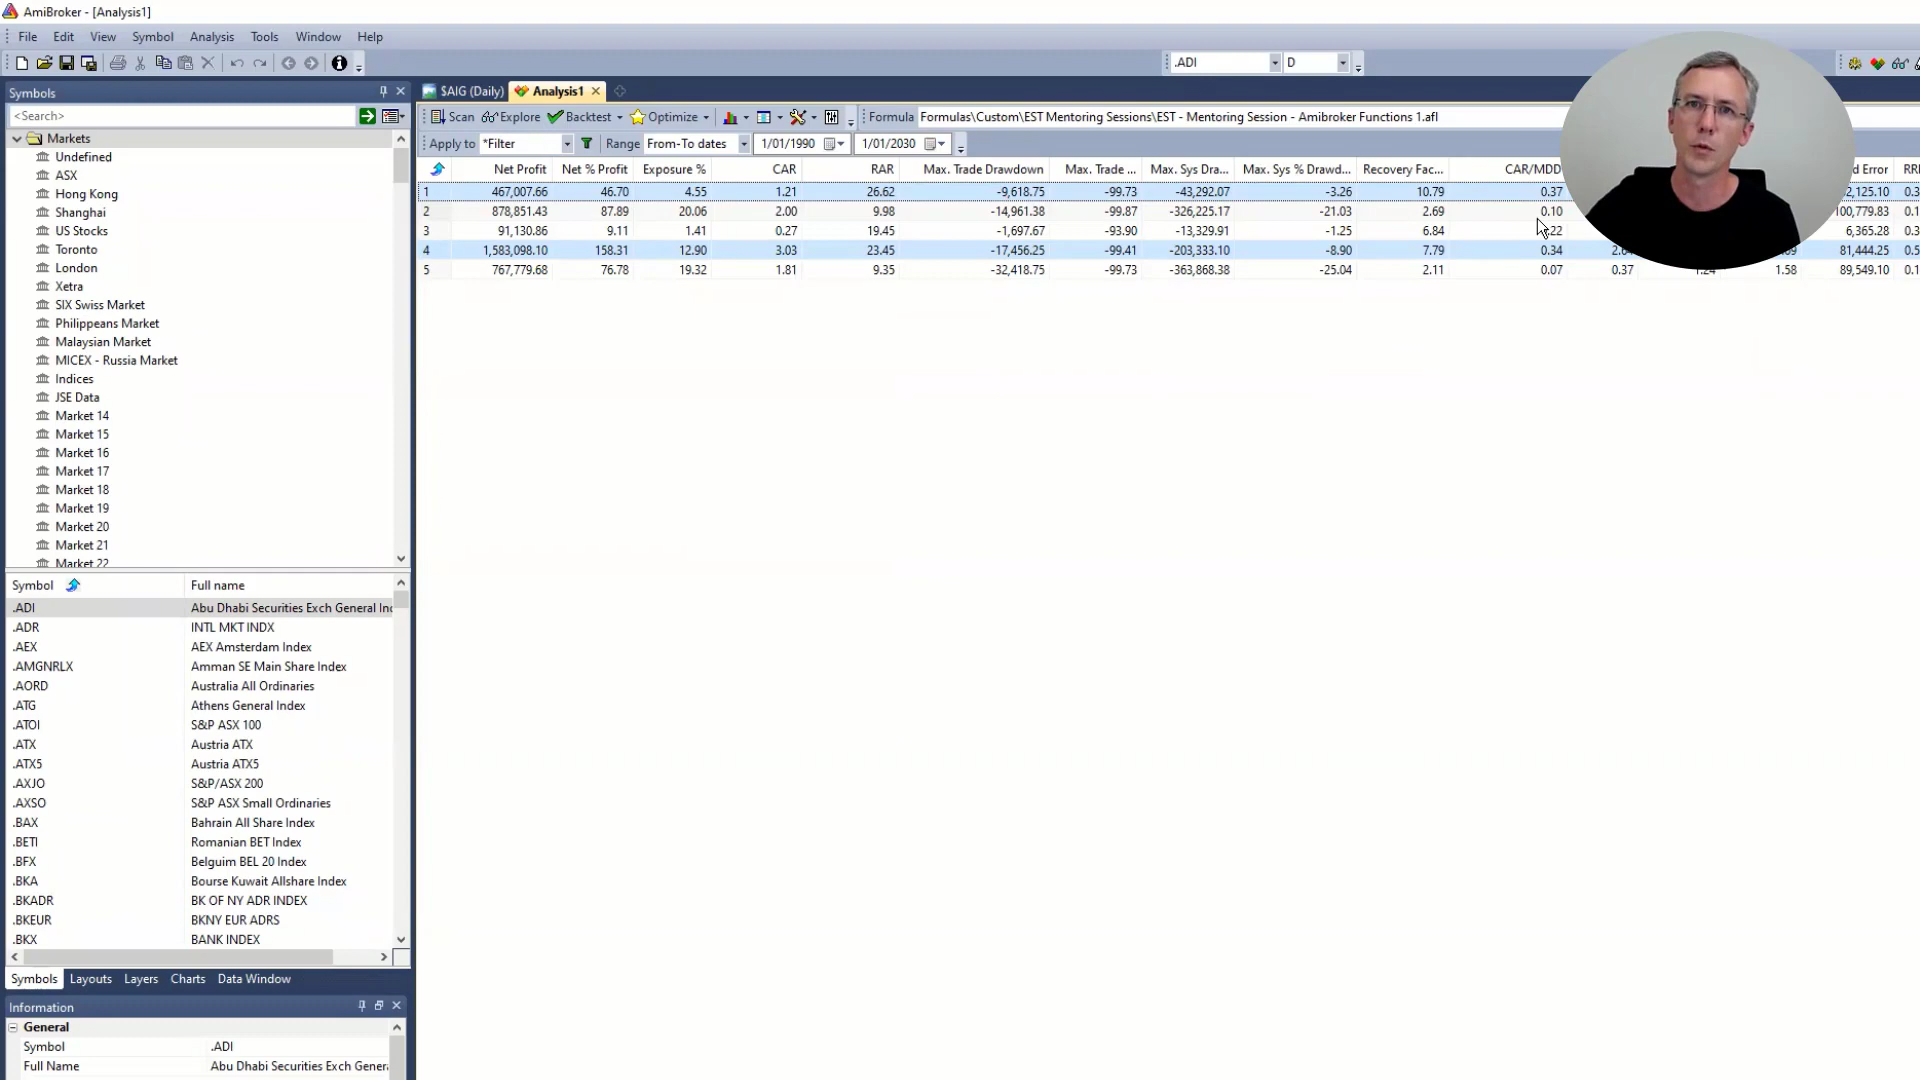 AmiBroker - [Analysis1]
File Edit View Symbol Analysis Tools Window Help
.ADI D
Symbols
$AIG (Daily) Analysis1
<Search>
Scan Explore Backtest Optimize Formula Formulas\Custom\EST Mentoring Sessions\EST - Mentoring Session - Amibroker Functions 1.afl
Apply to *Filter Range From-To dates 1/01/1990 1/01/2030
Net Profit Net % Profit Exposure % CAR RAR Max. Trade Drawdown Max. Trade ... Max. Sys Dra... Max. Sys % Drawd... Recovery Fac... CAR/MDD Error
1 467,007.66 46.70 4.55 1.21 26.62 -9,618.75 -99.73 -43,292.07 -3.26 10.79 0.37
2 878,851.43 87.89 20.06 2.00 9.98 -14,961.38 -99.87 -326,225.17 -21.03 2.69 0.10 100,779.83
3 91,130.86 9.11 1.41 0.27 19.45 -1,697.67 -93.90 -13,329.91 -1.25 6.84 6,365.28
4 1,583,098.10 158.31 12.90 3.03 23.45 -17,456.25 -99.41 -203,333.10 -8.90 7.79 0.34 81,444.25
5 767,779.68 76.78 19.32 1.81 9.35 -32,418.75 -99.73 -363,868.38 -25.04 2.11 0.07 0.37 1.58 89,549.10
Markets
Undefined
ASX
Hong Kong
Shanghai
US Stocks
Toronto
London
Xetra
SIX Swiss Market
Philippeans Market
Malaysian Market
MICEX - Russia Market
Indices
JSE Data
Market 14
Market 15
Market 16
Market 17
Market 18
Market 19
Market 20
Market 21
Market 22
Symbol Full name
.ADI Abu Dhabi Securities Exch General Inc
.ADR INTL MKT INDX
.AEX AEX Amsterdam Index
.AMGNRLX Amman SE Main Share Index
.AORD Australia All Ordinaries
.ATG Athens General Index
.ATOI S&P ASX 100
.ATX Austria ATX
.ATX5 Austria ATX5
.AXJO S&P/ASX 200
.AXSO S&P ASX Small Ordinaries
.BAX Bahrain All Share Index
.BETI Romanian BET Index
.BFX Belguim BEL 20 Index
.BKA Bourse Kuwait Allshare Index
.BKADR BK OF NY ADR INDEX
.BKEUR BKNY EUR ADRS
.BKX BANK INDEX
Symbols Layouts Layers Charts Data Window
Information
General
Symbol .ADI
Full Name Abu Dhabi Securities Exch Gener